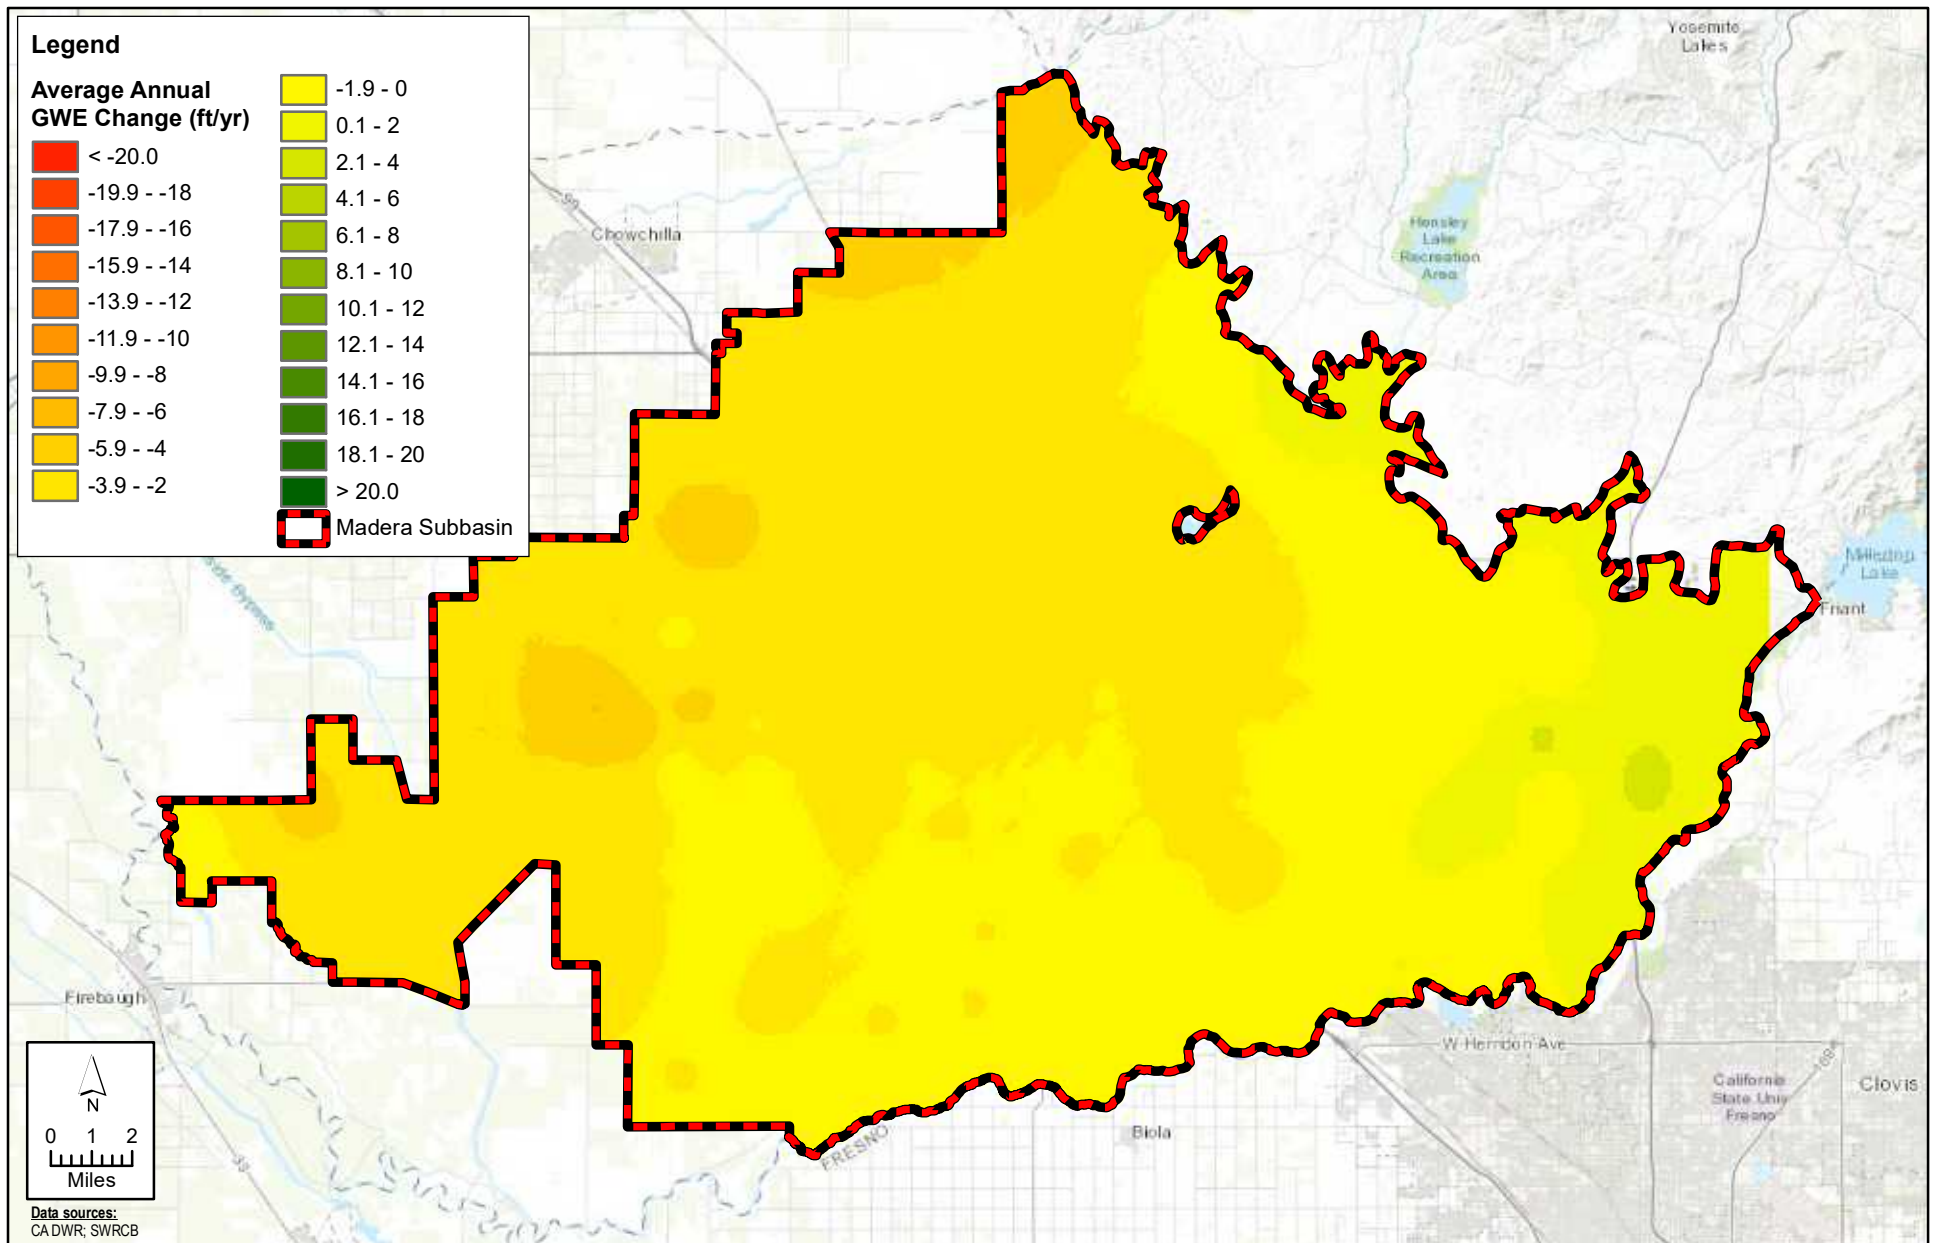 Legend
Average Annual
GWE Change (ft/yr)
< -20.0
-19.9 - -18
-17.9 - -16
-15.9 - -14
-13.9 - -12
-11.9 - -10
-9.9 - -8
-7.9 - -6
-5.9 - -4
-3.9 - -2
-1.9 - 0
0.1 - 2
2.1 - 4
4.1 - 6
6.1 - 8
8.1 - 10
10.1 - 12
12.1 - 14
14.1 - 16
16.1 - 18
18.1 - 20
> 20.0
Madera Subbasin
Yosemite
Lakes
Chowchilla
Hensley
Lake
Recreation
Area
Millerton
Lake
Friant
Bypass
Firebaugh
W Herndon Ave
California
State Univ
Fresno
Clovis
168
Biola
FRESNO
N
0 1 2
Miles
Data sources:
CA DWR; SWRCB